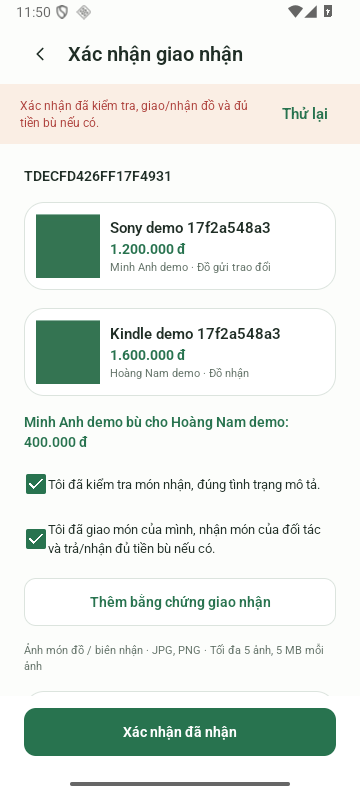 11:50
Xác nhận giao nhận
Xác nhận đã kiểm tra, giao/nhận đồ và đủ
tiền bù nếu có.
Thử lại
TDECFD426FF17F4931
Sony demo 17f2a548a3
1.200.000 đ
Minh Anh demo · Đồ gửi trao đổi
Kindle demo 17f2a548a3
1.600.000 đ
Hoàng Nam demo · Đồ nhận
Minh Anh demo bù cho Hoàng Nam demo:
400.000 đ
Tôi đã kiểm tra món nhận, đúng tình trạng mô tả.
Tôi đã giao món của mình, nhận món của đối tác
và trả/nhận đủ tiền bù nếu có.
Thêm bằng chứng giao nhận
Ảnh món đồ / biên nhận · JPG, PNG · Tối đa 5 ảnh, 5 MB mỗi
ảnh
Xác nhận đã nhận